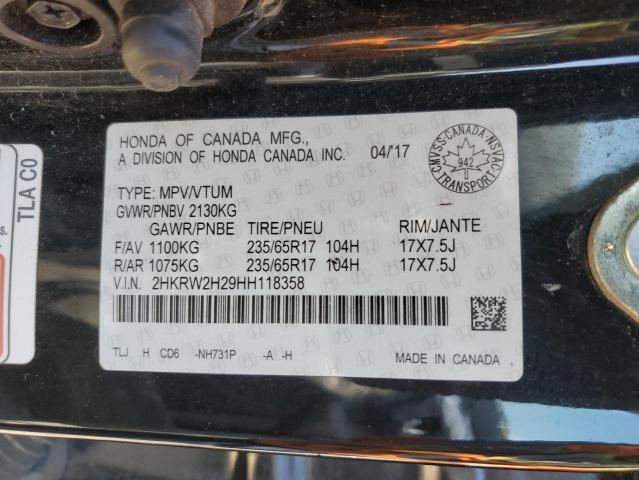 HONDA OF CANADA MFG.,
A DIVISION OF HONDA CANADA INC. 04/17
CMVSS-CANADA-NSVAC
942
TRANSPORT
TYPE: MPV/VTUM
GVWR/PNBV 2130KG
GAWR/PNBE TIRE/PNEU RIM/JANTE
F/AV 1100KG 235/65R17 104H 17X7.5J
R/AR 1075KG 235/65R17 104H 17X7.5J
V.I.N. 2HKRW2H29HH118358
TLJ H CD6 -NH731P -A -H
MADE IN CANADA
TLA C0
s.